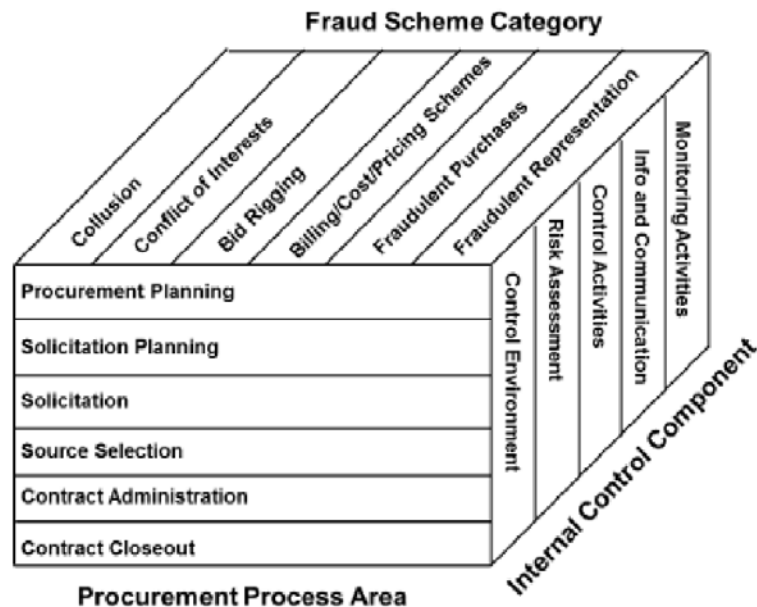 Fraud Scheme Category
Collusion
Conflict of Interests
Bid Rigging
Billing/Cost/Pricing Schemes
Fraudulent Purchases
Fraudulent Representation
Procurement Planning
Solicitation Planning
Solicitation
Source Selection
Contract Administration
Contract Closeout
Control Environment
Risk Assessment
Control Activities
Info and Communication
Monitoring Activities
Internal Control Component
Procurement Process Area